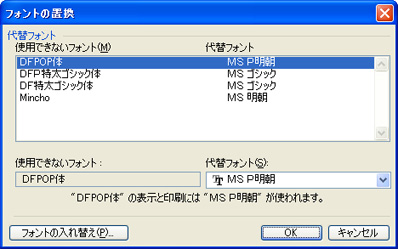 フォントの置換
代替フォント
使用できないフォント(M) 代替フォント
DFPOP体 ＭＳ Ｐ明朝
DFP特太ゴシック体 ＭＳ ゴシック
DF特太ゴシック体 ＭＳ ゴシック
Mincho ＭＳ 明朝
使用できないフォント： 代替フォント(S):
DFPOP体 ＭＳ Ｐ明朝
"DFPOP体" の表示と印刷には "ＭＳ Ｐ明朝" が使われます。
フォントの入れ替え(P)... OK キャンセル